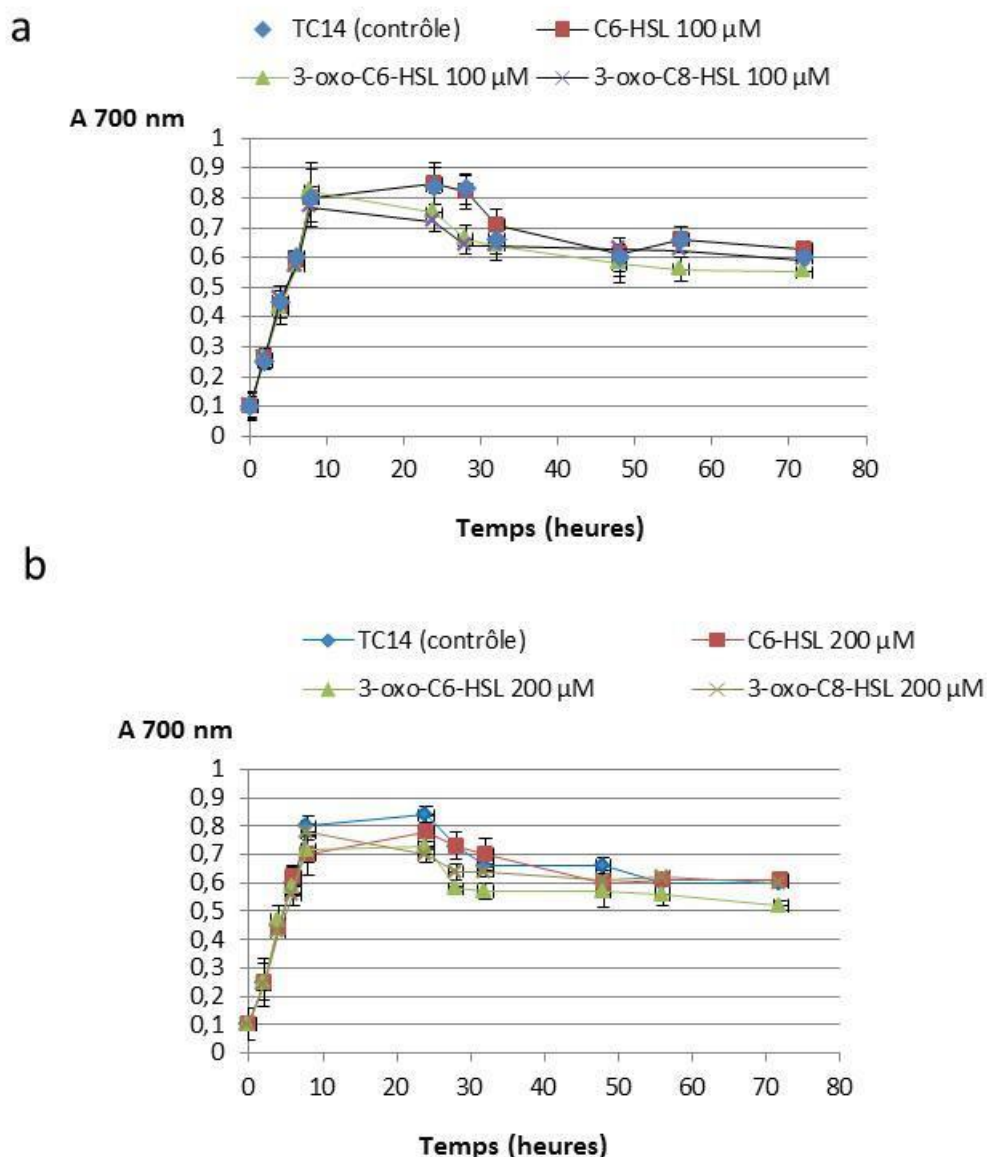 a
TC14 (contrôle) C6-HSL 100 μM
3-oxo-C6-HSL 100 μM 3-oxo-C8-HSL 100 μM
A 700 nm
1
0,9
0,8
0,7
0,6
0,5
0,4
0,3
0,2
0,1
0
0 10 20 30 40 50 60 70 80
Temps (heures)
b
TC14 (contrôle) C6-HSL 200 μM
3-oxo-C6-HSL 200 μM 3-oxo-C8-HSL 200 μM
A 700 nm
1
0,9
0,8
0,7
0,6
0,5
0,4
0,3
0,2
0,1
0
0 10 20 30 40 50 60 70 80
Temps (heures)